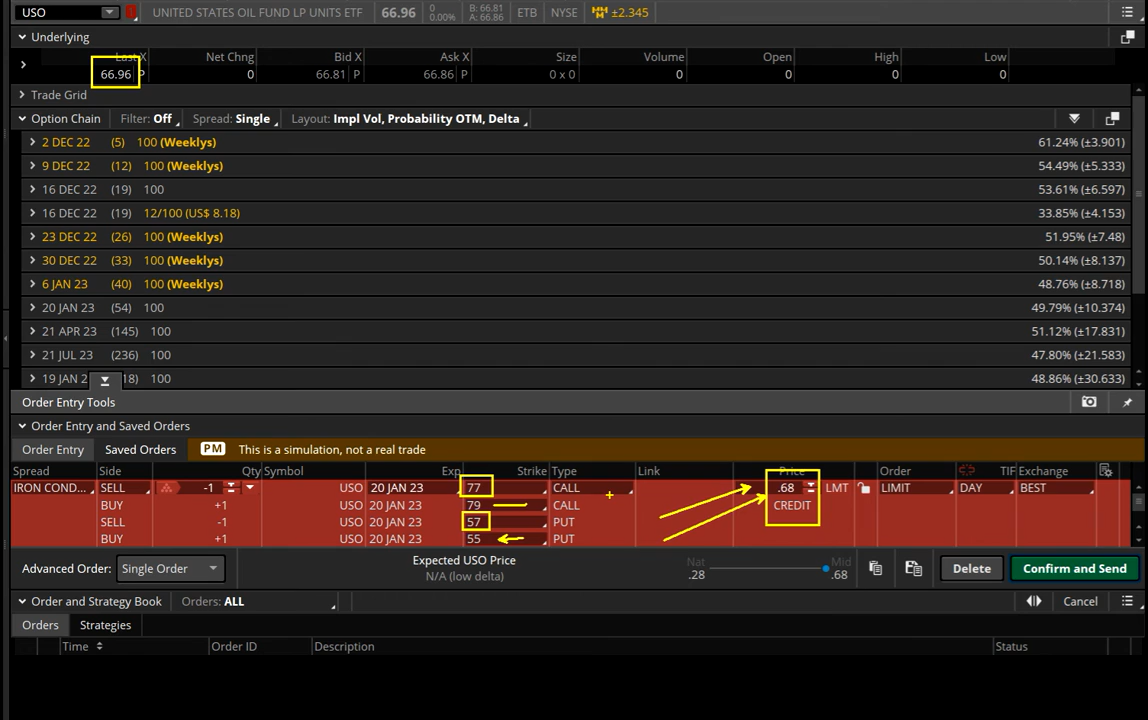 USO UNITED STATES OIL FUND LP UNITS ETF 66.96 0 0.00% B: 66.81 A: 66.86 ETB NYSE ±2.345
Underlying
Last X Net Chng Bid X Ask X Size Volume Open High Low
66.96 P 0 66.81 P 66.86 P 0 x 0 0 0 0 0
Trade Grid
Option Chain Filter: Off Spread: Single Layout: Impl Vol, Probability OTM, Delta
2 DEC 22 (5) 100 (Weeklys) 61.24% (±3.901)
9 DEC 22 (12) 100 (Weeklys) 54.49% (±5.333)
16 DEC 22 (19) 100 53.61% (±6.597)
16 DEC 22 (19) 12/100 (US$ 8.18) 33.85% (±4.153)
23 DEC 22 (26) 100 (Weeklys) 51.95% (±7.48)
30 DEC 22 (33) 100 (Weeklys) 50.14% (±8.137)
6 JAN 23 (40) 100 (Weeklys) 48.76% (±8.718)
20 JAN 23 (54) 100 49.79% (±10.374)
21 APR 23 (145) 100 51.12% (±17.831)
21 JUL 23 (236) 100 47.80% (±21.583)
19 JAN 2 18) 100 48.86% (±30.633)
Order Entry Tools
Order Entry and Saved Orders
Order Entry Saved Orders PM This is a simulation, not a real trade
Spread Side Qty Symbol Exp Strike Type Link Price Order TIF Exchange
IRON COND... SELL -1 USO 20 JAN 23 77 CALL .68 LMT LIMIT DAY BEST
BUY +1 USO 20 JAN 23 79 CALL CREDIT
SELL -1 USO 20 JAN 23 57 PUT
BUY +1 USO 20 JAN 23 55 PUT
Advanced Order: Single Order Expected USO Price N/A (low delta) Nat .28 Mid .68 Delete Confirm and Send
Order and Strategy Book Orders: ALL Cancel
Orders Strategies
Time Order ID Description Status